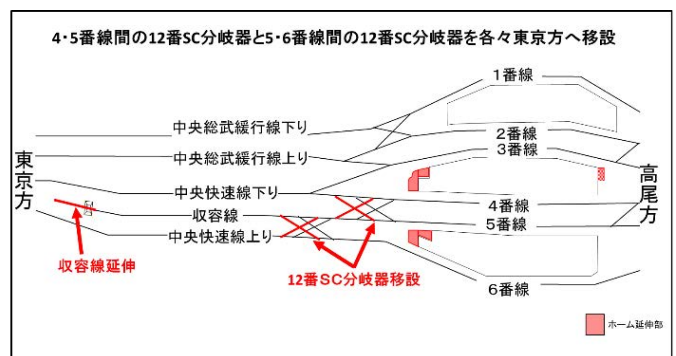 4・5番線間の12番SC分岐器と5・6番線間の12番SC分岐器を各々東京方へ移設
1番線
中央総武緩行線下り
2番線
3番線
中央総武緩行線上り
東京方
高尾方
中央快速線下り
4番線
収容線
5番線
中央快速線上り
収容線延伸
12番SC分岐器移設
6番線
ホーム延伸部